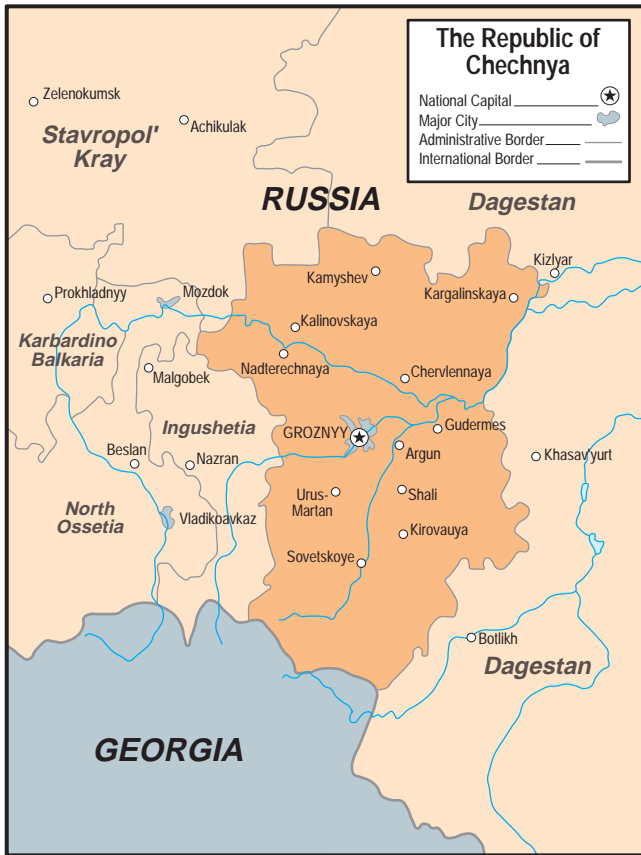 The Republic of
Chechnya
National Capital
Major City
Administrative Border
International Border
Zelenokumsk
Achikulak
Stavropol'
Kray
RUSSIA
Dagestan
Kizlyar
Kamyshev
Kargalinskaya
Prokhladnyy
Mozdok
Kalinovskaya
Karbardino
Balkaria
Nadterechnaya
Malgobek
Chervlennaya
Ingushetia
GROZNYY
Gudermes
Argun
Beslan
Nazran
Khasav'yurt
Urus-
Martan
Shali
North
Ossetia
Vladikoavkaz
Kirovauya
Sovetskoye
Botlikh
Dagestan
GEORGIA